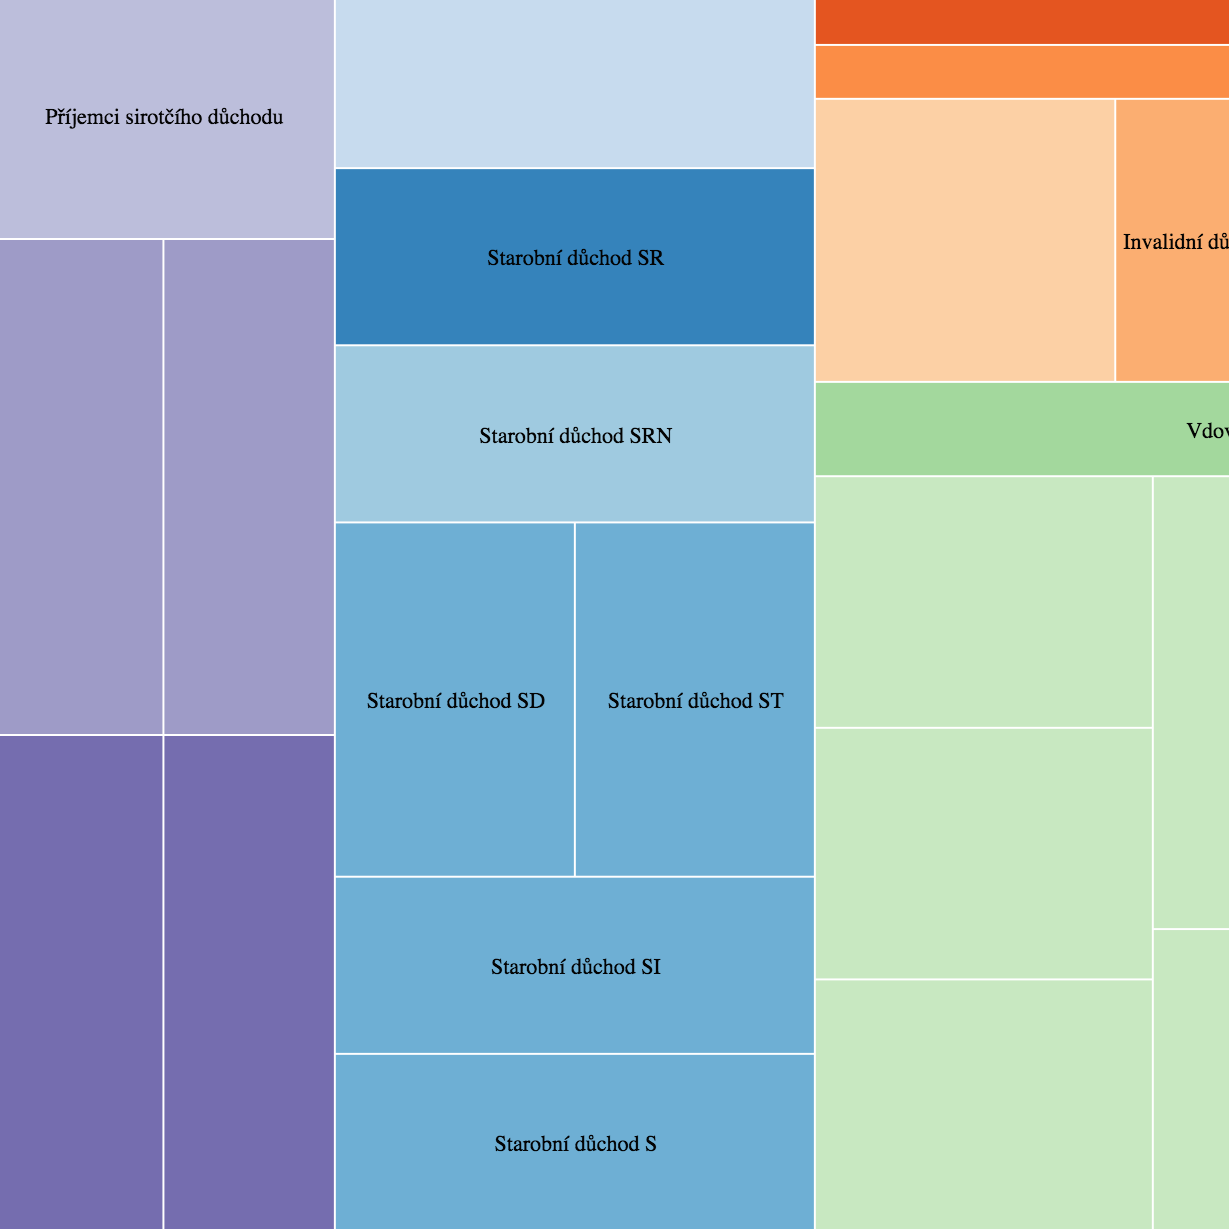 Příjemci sirotčího důchodu
Starobní důchod SR
Invalidní
Starobní důchod SRN
Starobní důchod SD
Starobní důchod ST
Starobní důchod SI
Starobní důchod S